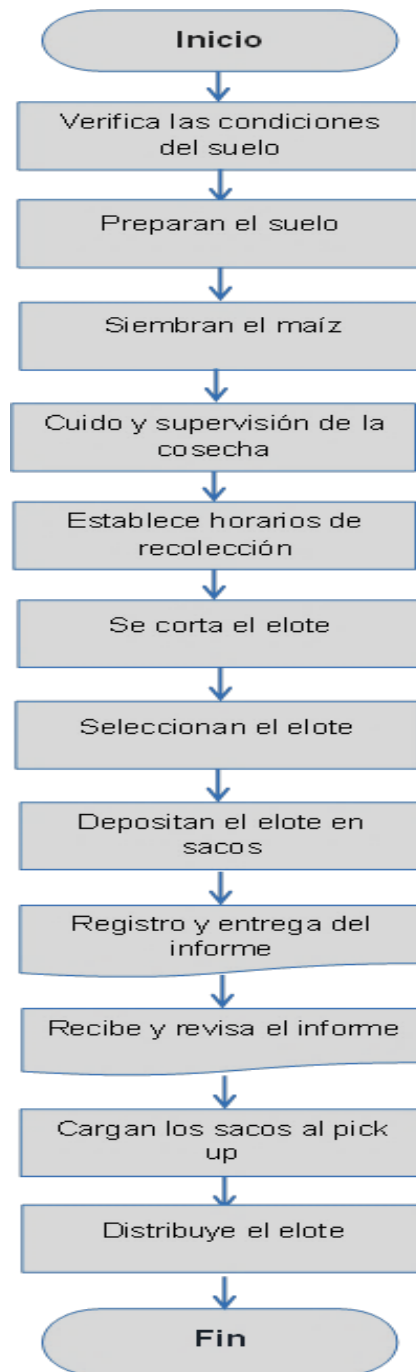 Inicio
Verifica las condiciones
del suelo
Preparan el suelo
Siembran el maíz
Cuido y supervisión de la
cosecha
Establece horarios de
recolección
Se corta el elote
Seleccionan el elote
Depositan el elote en
sacos
Registro y entrega del
informe
Recibe y revisa el informe
Cargan los sacos al pick
up
Distribuye el elote
Fin